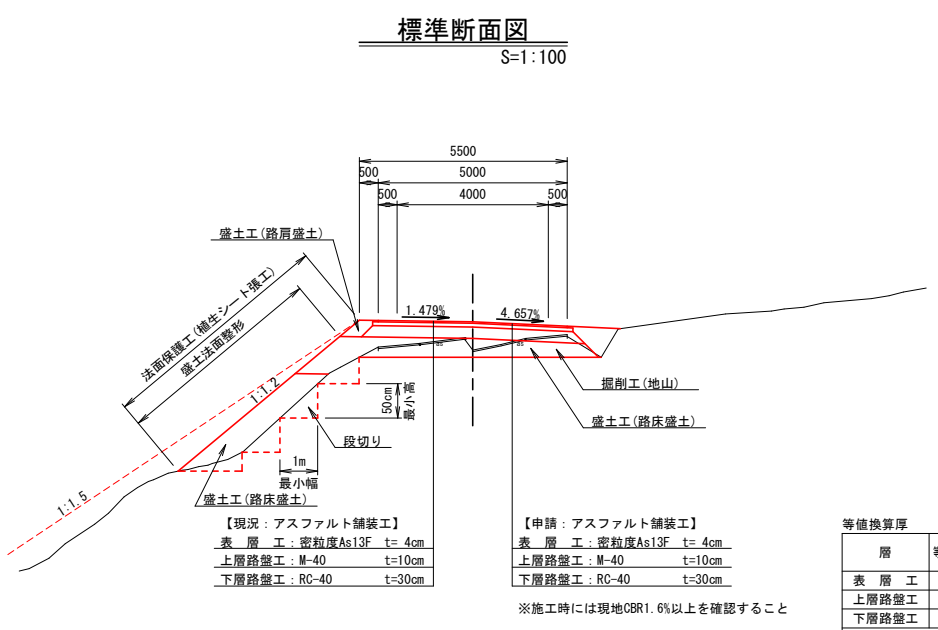 標準断面図
S=1:100
5500
500 5000
500 4000 500
盛土工(路肩盛土)
法面保護工(植生シート張工)
盛土法面整形
1.479% 4.657%
as as
1:1.2
掘削工(地山)
50cm
最小高
盛土工(路床盛土)
段切り
1m
最小幅
1:1.5
盛土工(路床盛土)
【現況：アスファルト舗装工】
表　層　工：密粒度As13F t= 4cm
上層路盤工：M-40 t=10cm
下層路盤工：RC-40 t=30cm
【申請：アスファルト舗装工】
表　層　工：密粒度As13F t= 4cm
上層路盤工：M-40 t=10cm
下層路盤工：RC-40 t=30cm
※施工時には現地CBR1.6%以上を確認すること
等値換算厚
層
表　層　工
上層路盤工
下層路盤工